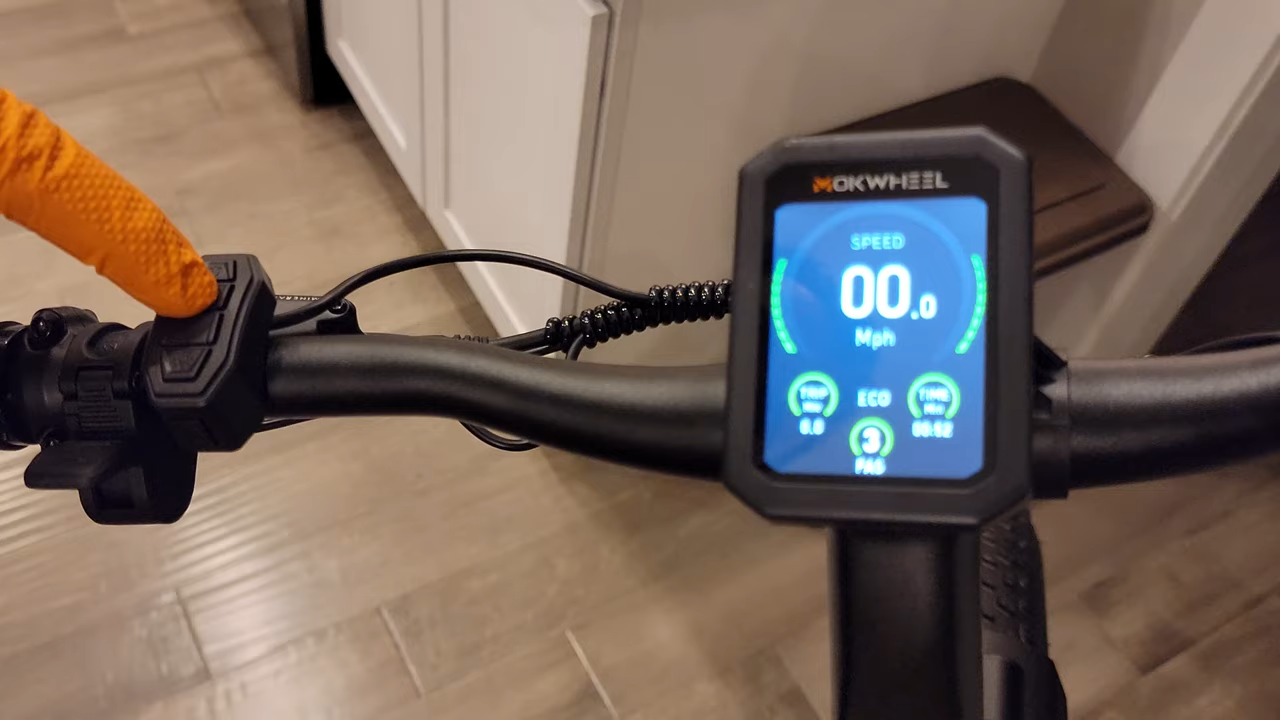 MOKWHEEL
SPEED
00.0
Mph
TRIP
ECO
TIME
0.0
00:52
3
PAS